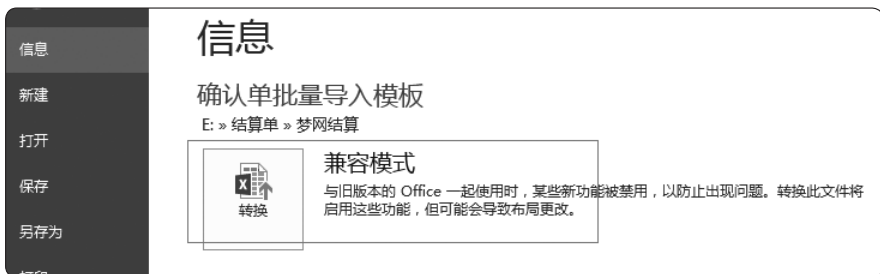 信息
新建
打开
保存
另存为
信息
确认单批量导入模板
E: » 结算单 » 梦网结算
转换
兼容模式
与旧版本的 Office 一起使用时，某些新功能被禁用，以防止出现问题。转换此文件将
启用这些功能，但可能会导致布局更改。